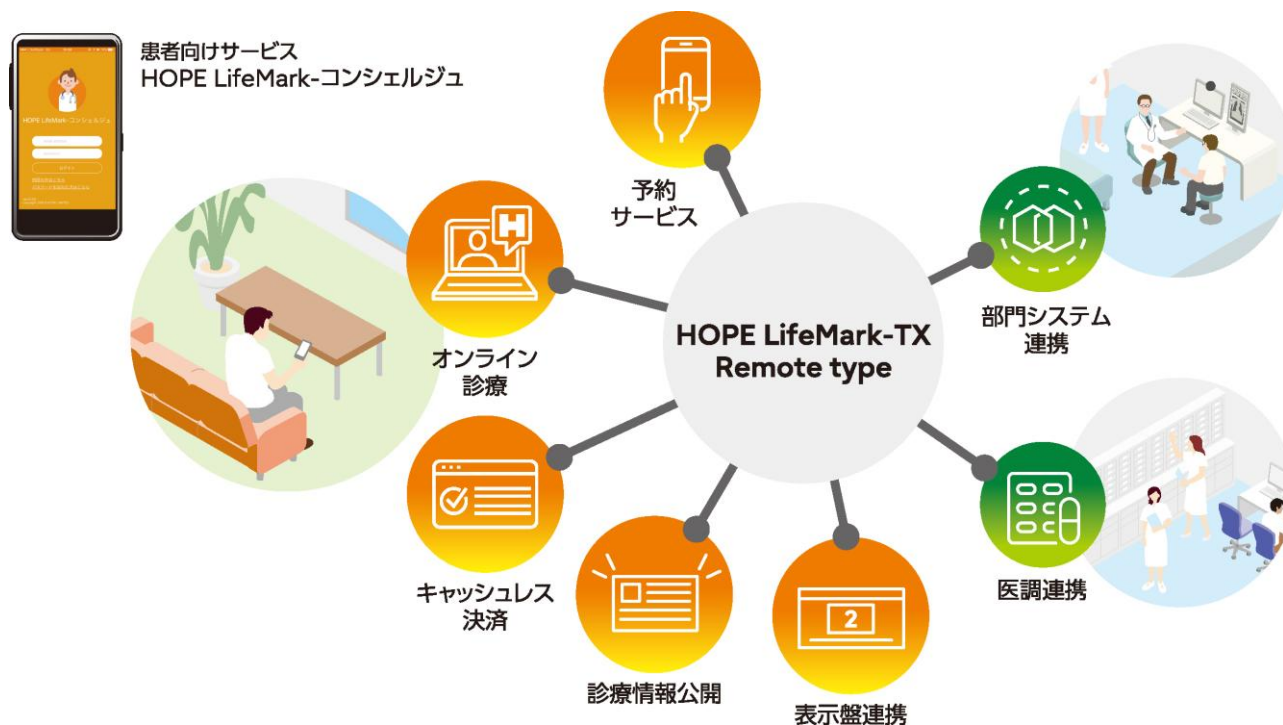 患者向けサービス
HOPE LifeMark-コンシェルジュ
HOPE LifeMark-コンシェルジュ
ログイン
予約
サービス
H
オンライン
診療
HOPE LifeMark-TX
Remote type
部門システム
連携
キャッシュレス
決済
医調連携
診療情報公開
2
表示盤連携